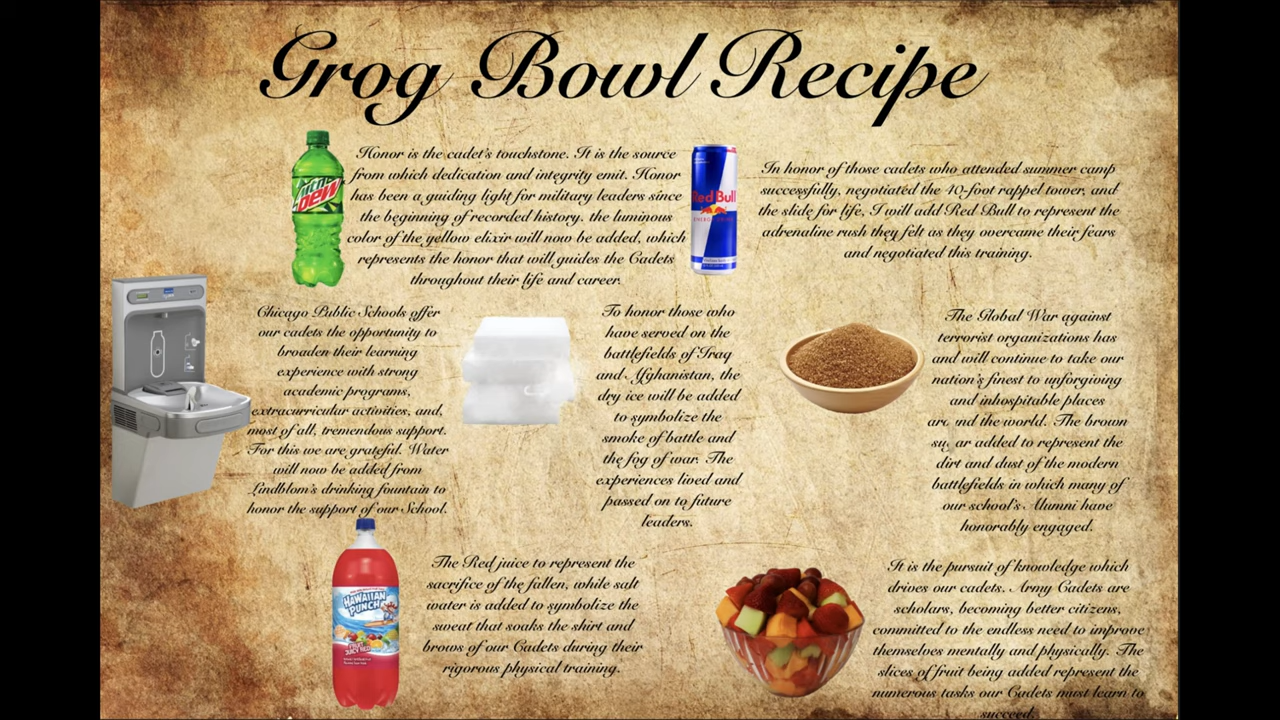 Grog Bowl Recipe
Honor is the cadet's touchstone. It is the source
from which dedication and integrity emit. Honor
has been a guiding light for military leaders since
the beginning of recorded history. the luminous
color of the yellow elixir will now be added, which
represents the honor that will guides the Cadets
throughout their life and career.
Mtn
DEW
Red Bull
In honor of those cadets who attended summer camp
successfully, negotiated the 40-foot rappel tower, and
the slide for life, I will add Red Bull to represent the
adrenaline rush they felt as they overcame their fears
and negotiated this training.
Chicago Public Schools offer
our cadets the opportunity to
broaden their learning
experience with strong
academic programs,
extracurricular activities, and,
most of all, tremendous support.
For this we are grateful. Water
will now be added from
Lindblom's drinking fountain to
honor the support of our School.
To honor those who
have served on the
battlefields of Iraq
and Afghanistan, the
dry ice will be added
to symbolize the
smoke of battle and
the fog of war. The
experiences lived and
passed on to future
leaders.
The Global War against
terrorist organizations has
and will continue to take our
nation's finest to unforgiving
and inhospitable places
around the world. The brown
sugar added to represent the
dirt and dust of the modern
battlefields in which many of
our school's Alumni have
honorably engaged.
HAWAIIAN
PUNCH
FRUIT
JUICY RED
The Red juice to represent the
sacrifice of the fallen, while salt
water is added to symbolize the
sweat that soaks the shirt and
brows of our Cadets during their
rigorous physical training.
It is the pursuit of knowledge which
drives our cadets. Army Cadets are
scholars, becoming better citizens,
committed to the endless need to improve
themselves mentally and physically. The
slices of fruit being added represent the
numerous tasks our Cadets must learn to
succeed.